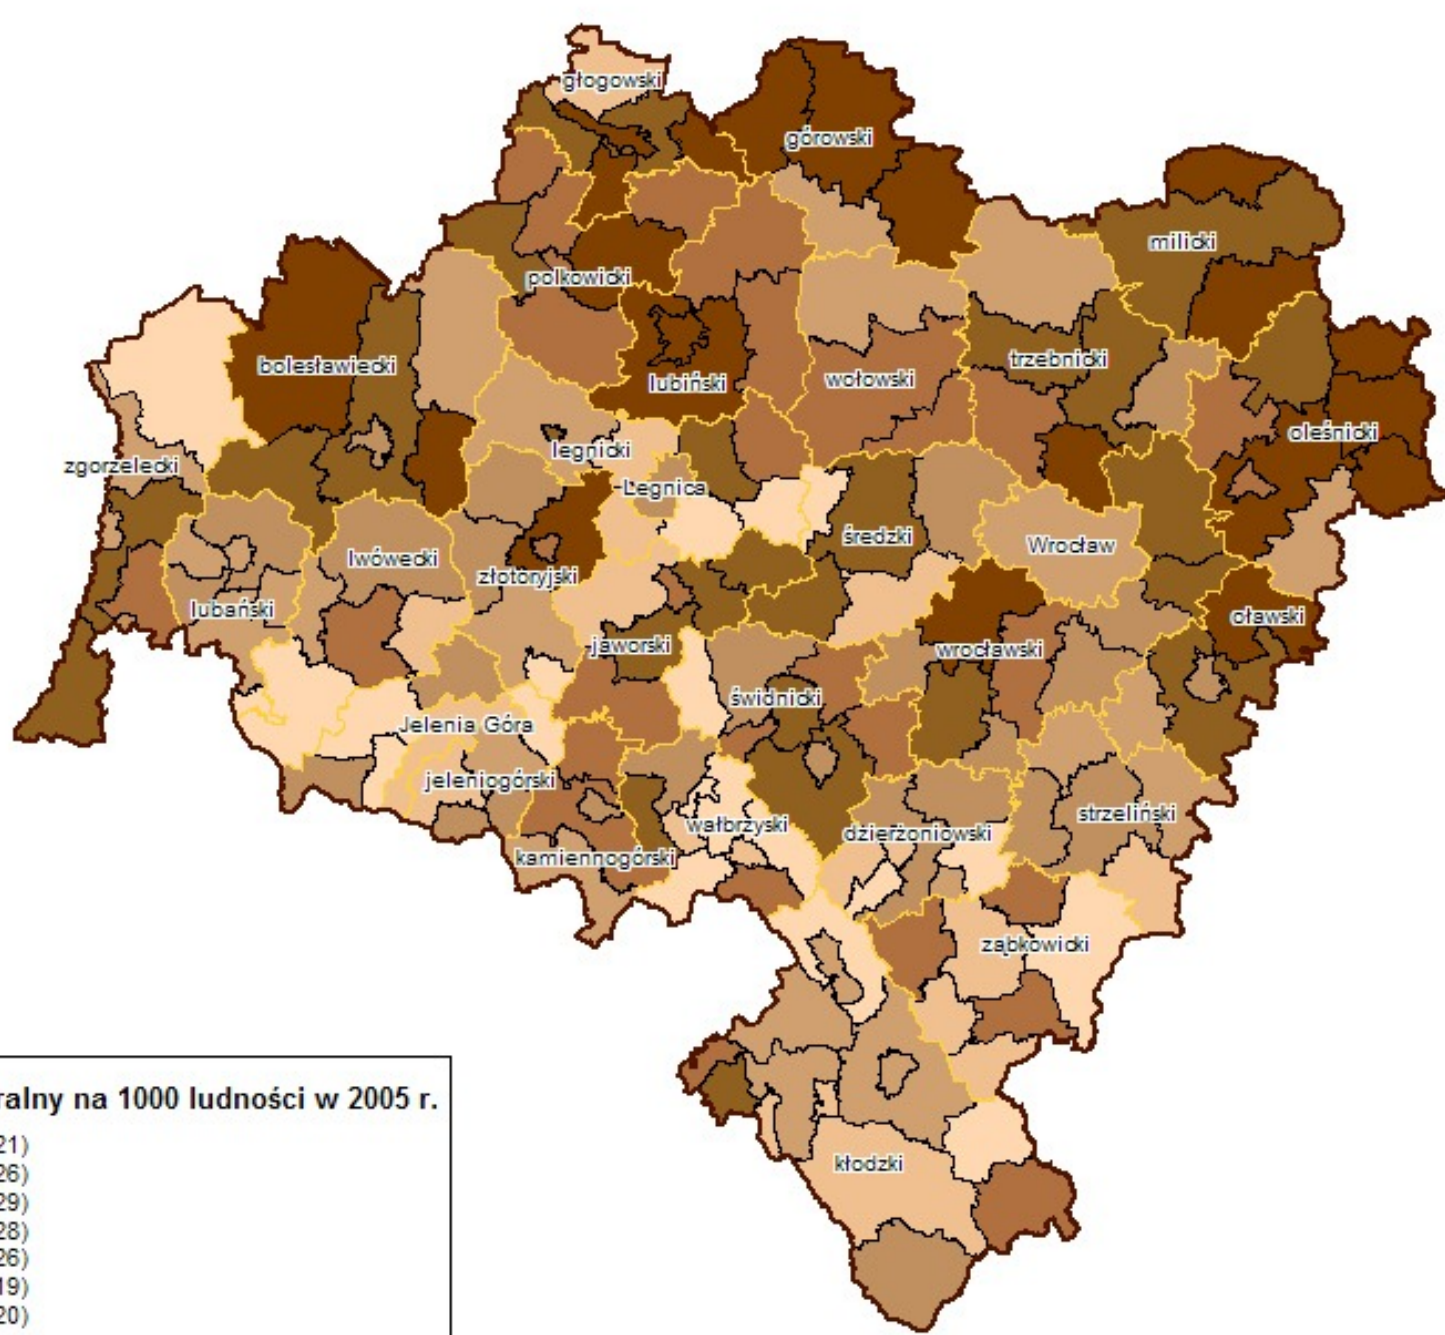 głogowski
górowski
milicki
polkowicki
bolesławiecki
trzebnicki
lubiński
wołowski
oleśnicki
legnicki
zgorzelecki
Legnica
średzki
Wrocław
lwówecki
złotoryjski
lubański
oławski
jaworski
wrocławski
świdnicki
Jelenia Góra
jeleniogórski
strzeliński
wałbrzyski
dzierżoniowski
kamiennogórski
ząbkowicki
ralny na 1000 ludności w 2005 r.
21)
26)
29)
28)
26)
19)
20)
kłodzki